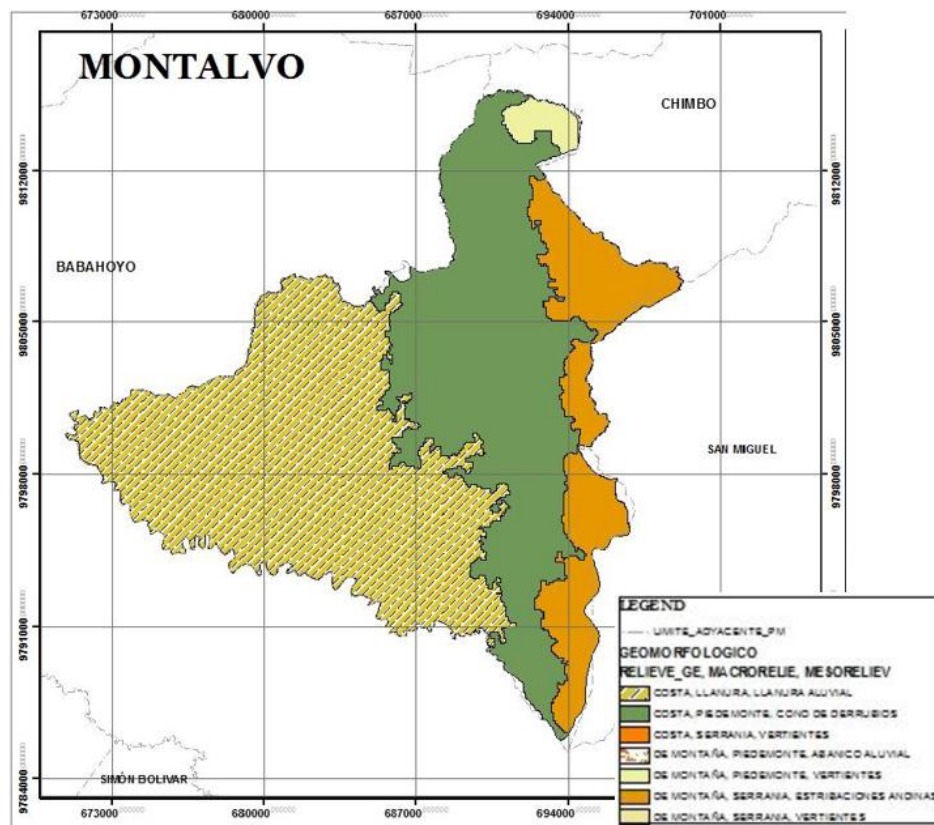 673000 680000 687000 694000 701000
MONTALVO
CHIMBO
9812000 9812000
BABAHOYO
9805000 9805000
SAN MIGUEL
9798000 9798000
9791000
SIMÓN BOLIVAR
9784000
673000 680000 687000 694000
LEGEND
LIMITE_ADYACENTE_PM
GEOMORFOLOGICO
RELIEVE_GE, MACRORELIE, MESORELIEV
COSTA, LLANURA, LLANURA ALUVIAL
COSTA, PIEDEMONTE, CONO DE DERRUBIOS
COSTA, SERRANIA, VERTIENTES
DE MONTAÑA, PIEDEMONTE, ABANICO ALUVIAL
DE MONTAÑA, PIEDEMONTE, VERTIENTES
DE MONTAÑA, SERRANIA, ESTRIBACIONES ANDINAS
DE MONTAÑA, SERRANIA, VERTIENTES